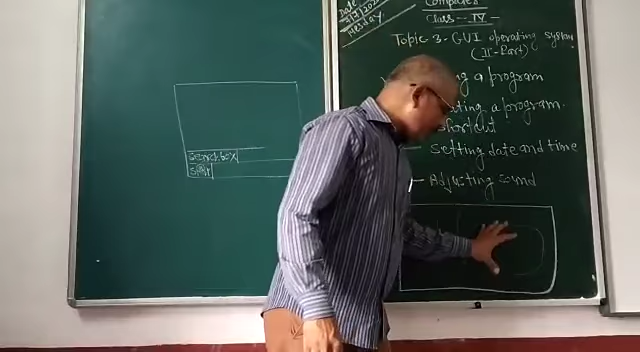 Search box
Start
Date
Computer
Class - IV
Topic 3 - GUI operating system
(II - Part)
g a program
ating a program
shortcut
Setting date and time
Adjusting sound